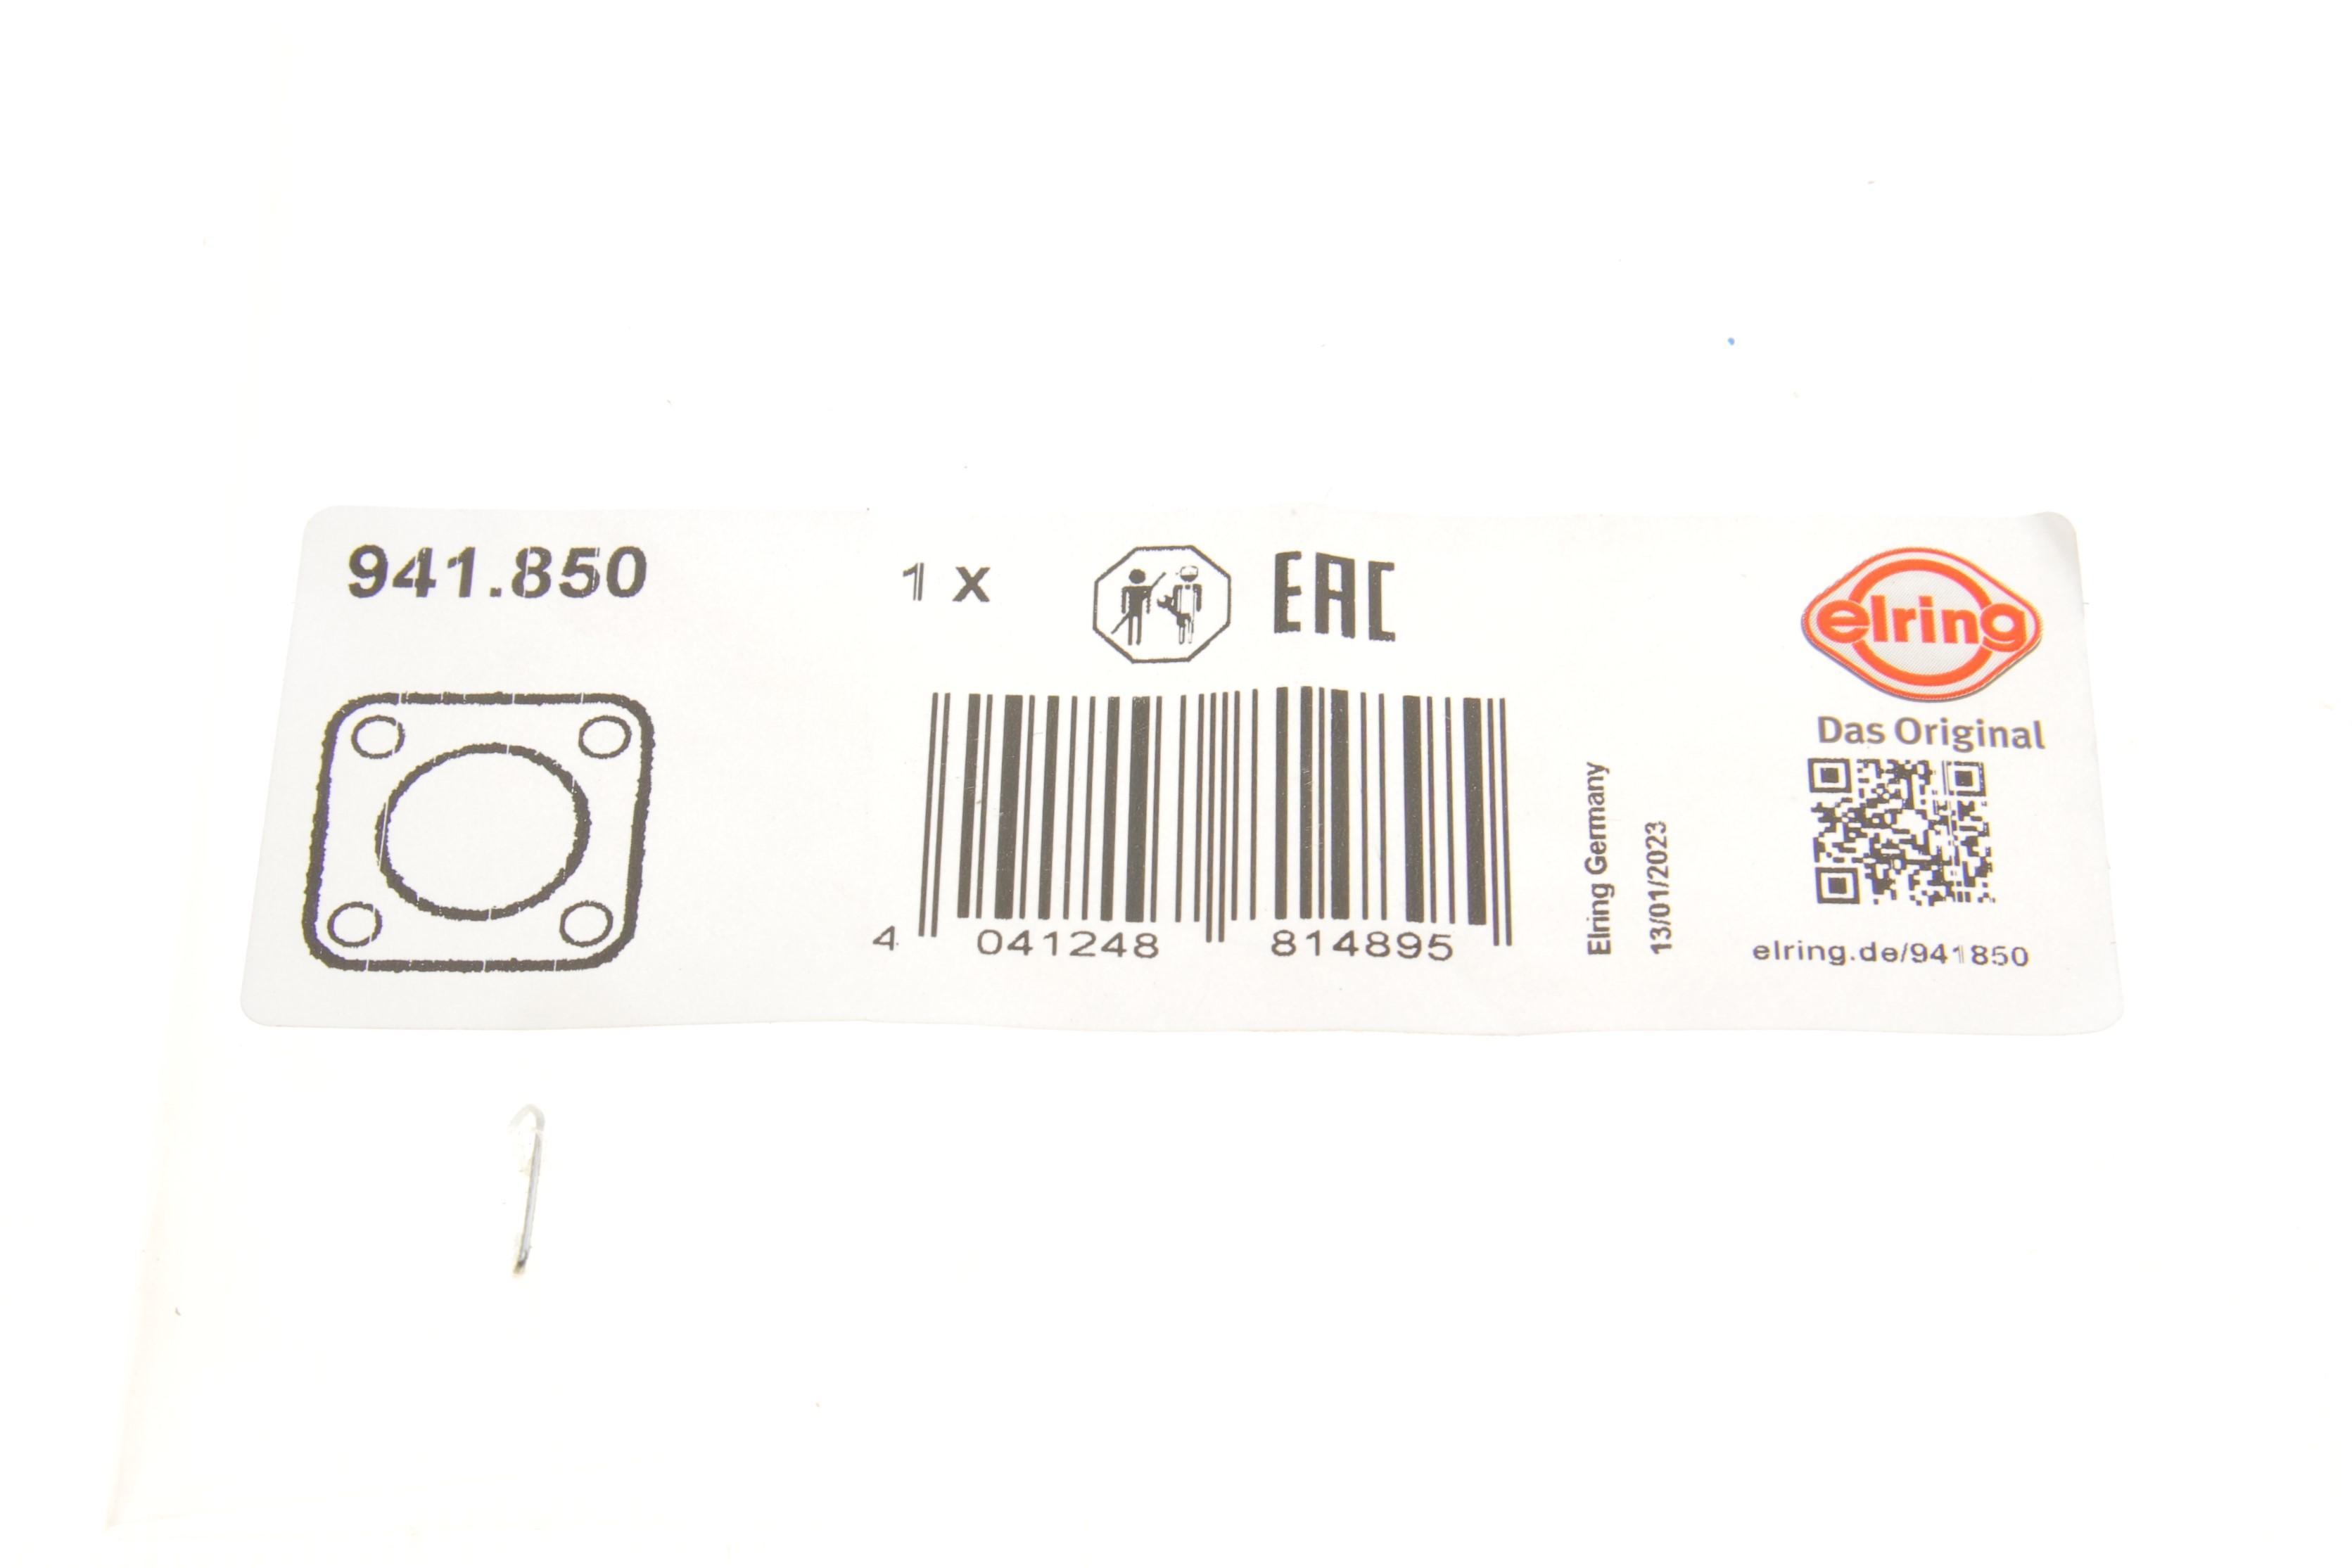 941.850
1 x
EAC
elring
Das Original
4 041248 814895
Elring Germany
13/01/2023
elring.de/941850